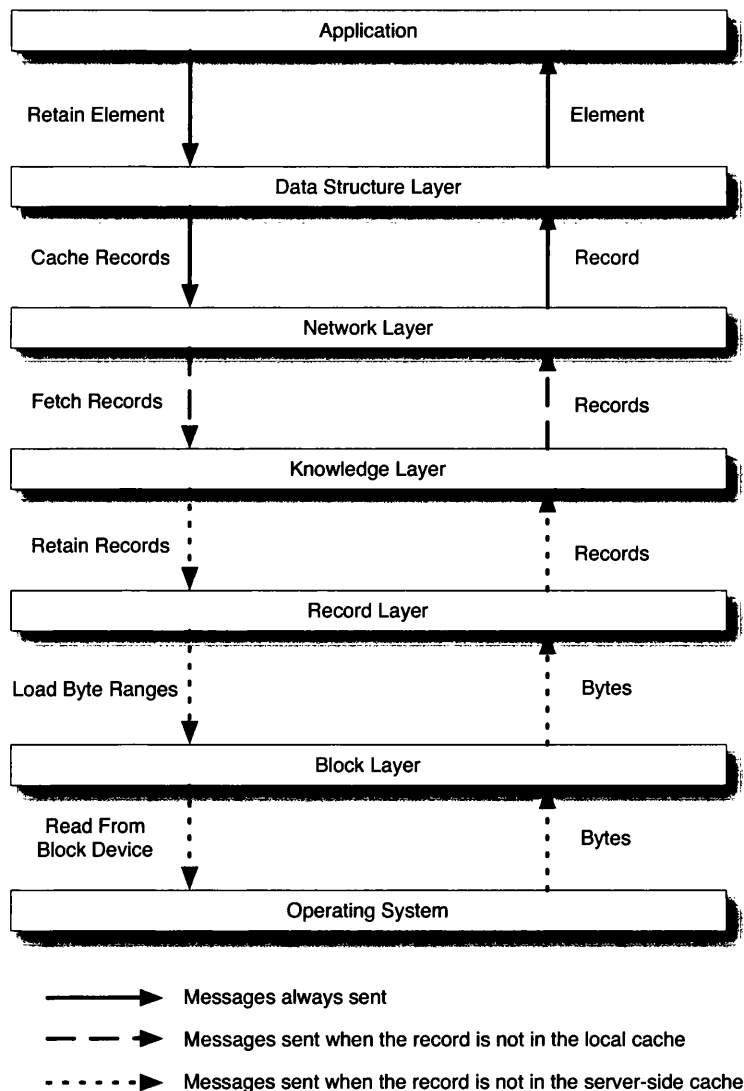 Application
Retain Element
Element
Data Structure Layer
Cache Records
Record
Network Layer
Fetch Records
Records
Knowledge Layer
Retain Records
Records
Record Layer
Load Byte Ranges
Bytes
Block Layer
Read From
Block Device
Bytes
Operating System
Messages always sent
Messages sent when the record is not in the local cache
Messages sent when the record is not in the server-side cache